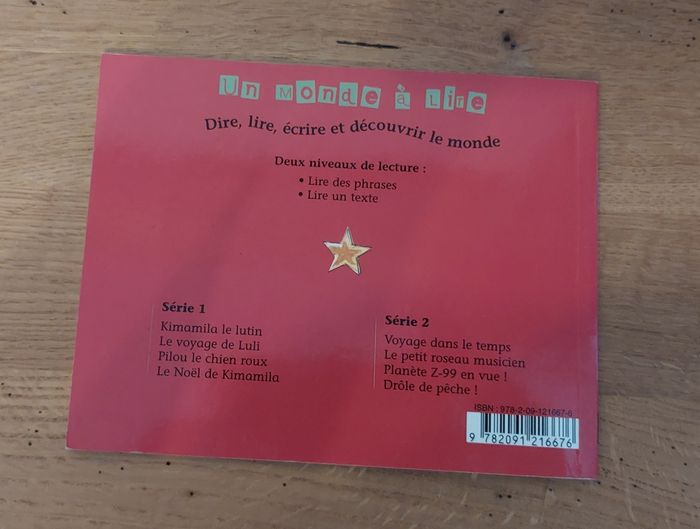 Un monde à lire
Dire, lire, écrire et découvrir le monde
Deux niveaux de lecture :
• Lire des phrases
• Lire un texte
Série 1
Kimamila le lutin
Le voyage de Luli
Pilou le chien roux
Le Noël de Kimamila
Série 2
Voyage dans le temps
Le petit roseau musicien
Planète Z-99 en vue !
Drôle de pêche !
ISBN : 978-2-09-121667-6
9 782091 216676